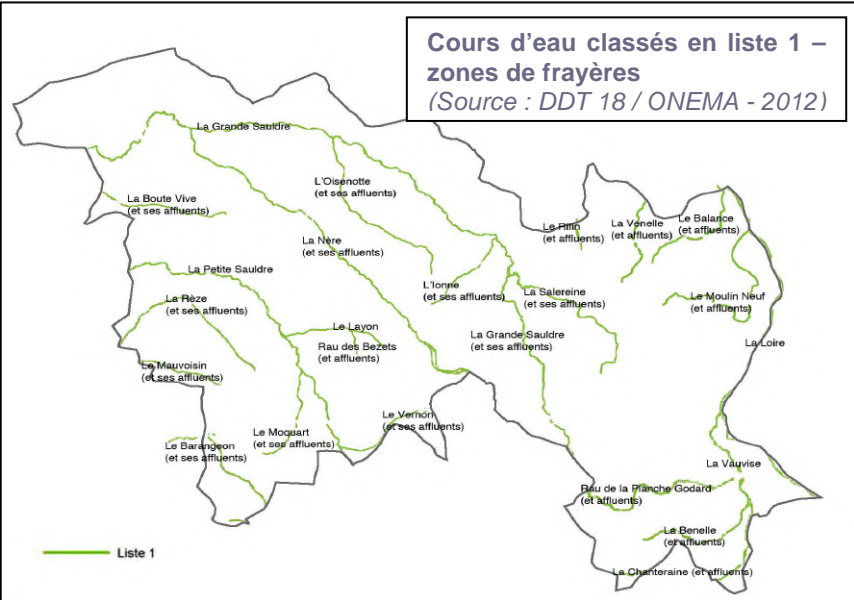 Cours d'eau classés en liste 1 –
zones de frayères
(Source : DDT 18 / ONEMA - 2012)
La Grande Sauldre
L'Oisenotte
(et ses affluents)
La Boute Vive
(et ses affluents)
La Nère
(et ses affluents)
Le Rifin
(et affluents)
La Venelle
(et affluents)
Le Balance
(et affluents)
La Petite Sauldre
L'Ionne
(et ses affluents)
La Salereine
(et ses affluents)
Le Moulin Neuf
(et affluents)
La Rèze
(et ses affluents)
Le Layon
Rau des Bezets
(et affluents)
La Grande Sauldre
(et ses affluents)
La Loire
Le Mauvoisin
(et ses affluents)
Le Moquart
(et ses affluents)
Le Vernon
(et ses affluents)
Le Barangeon
(et ses affluents)
La Vauvise
Rau de la Planche Godard
(et affluents)
La Benelle
(et affluents)
La Chanteraine (et affluents)
Liste 1